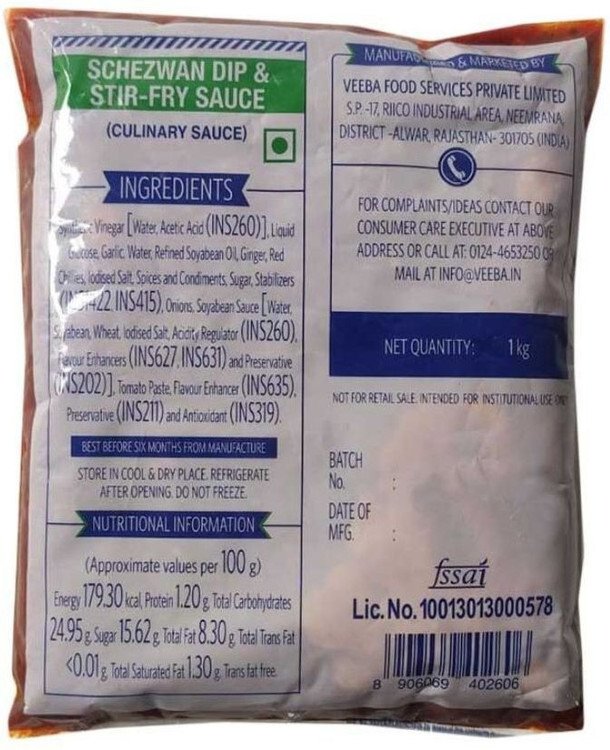 SCHEZWAN DIP &
STIR-FRY SAUCE
(CULINARY SAUCE)
INGREDIENTS
Vinegar [Water, Acetic Acid (INS260)], Liquid
Glucose, Garlic, Water, Refined Soyabean Oil, Ginger, Red
Chillies, Iodised Salt, Spices and Condiments, Sugar, Stabilizers
INS415), Onions, Soyabean Sauce [Water,
Soyabean, Wheat, Iodised Salt, Acidity Regulator (INS260),
Flavour Enhancers (INS627, INS631) and Preservative
(INS202)], Tomato Paste, Flavour Enhancer (INS635),
Preservative (INS211) and Antioxidant (INS319).
BEST BEFORE SIX MONTHS FROM MANUFACTURE
STORE IN COOL & DRY PLACE. REFRIGERATE
AFTER OPENING. DO NOT FREEZE.
NUTRITIONAL INFORMATION
(Approximate values per 100 g)
Energy 179.30 kcal, Protein 1.20 g, Total Carbohydrates
24.95 g, Sugar 15.62 g, Total Fat 8.30 g, Total Trans Fat
<0.01 g, Total Saturated Fat 1.30 g. Trans fat free.
MANUFACTURED & MARKETED BY
VEEBA FOOD SERVICES PRIVATE LIMITED
S.P. -17, RIICO INDUSTRIAL AREA, NEEMRANA,
DISTRICT -ALWAR, RAJASTHAN- 301705 (INDIA)
FOR COMPLAINTS/IDEAS CONTACT OUR
CONSUMER CARE EXECUTIVE AT ABOVE
ADDRESS OR CALL AT: 0124-4653250 OR
MAIL AT INFO@VEEBA.IN
NET QUANTITY: 1 kg
NOT FOR RETAIL SALE. INTENDED FOR INSTITUTIONAL USE ONLY
BATCH
No. :
DATE OF
MFG. :
fssai
Lic. No. 10013013000578
8 906069 402606